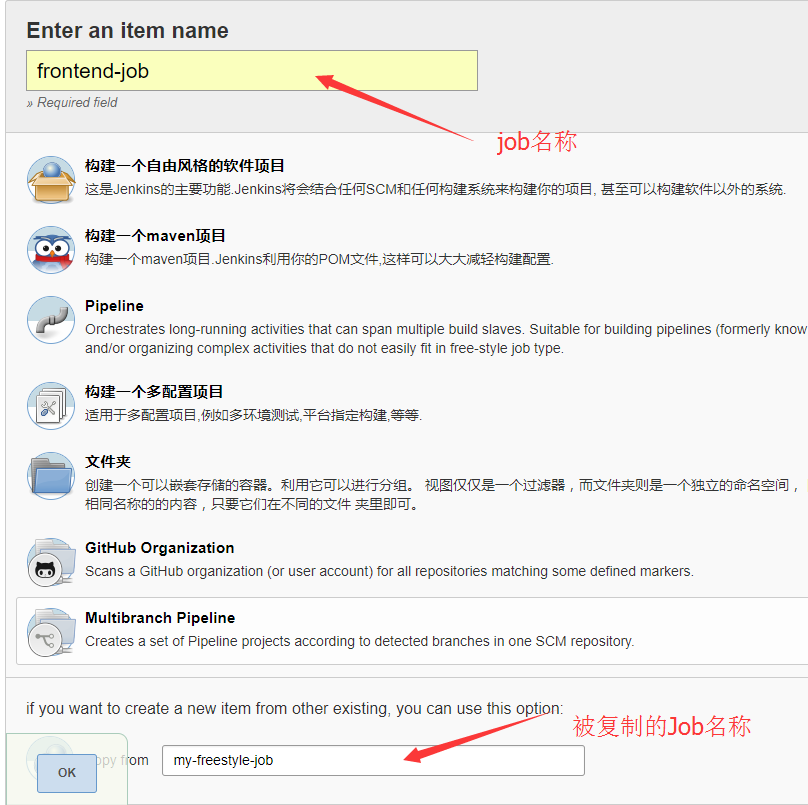 Enter an item name
frontend-job
» Required field
job名称
构建一个自由风格的软件项目
这是Jenkins的主要功能.Jenkins将会结合任何SCM和任何构建系统来构建你的项目, 甚至可以构建软件以外的系统.
构建一个maven项目
构建一个maven项目.Jenkins利用你的POM文件,这样可以大大减轻构建配置.
Pipeline
Orchestrates long-running activities that can span multiple build slaves. Suitable for building pipelines (formerly know
and/or organizing complex activities that do not easily fit in free-style job type.
构建一个多配置项目
适用于多配置项目,例如多环境测试,平台指定构建,等等.
文件夹
创建一个可以嵌套存储的容器。利用它可以进行分组。 视图仅仅是一个过滤器，而文件夹则是一个独立的命名空间，
相同名称的的内容，只要它们在不同的文件 夹里即可。
GitHub Organization
Scans a GitHub organization (or user account) for all repositories matching some defined markers.
Multibranch Pipeline
Creates a set of Pipeline projects according to detected branches in one SCM repository.
if you want to create a new item from other existing, you can use this option:
被复制的Job名称
opy from
my-freestyle-job
OK